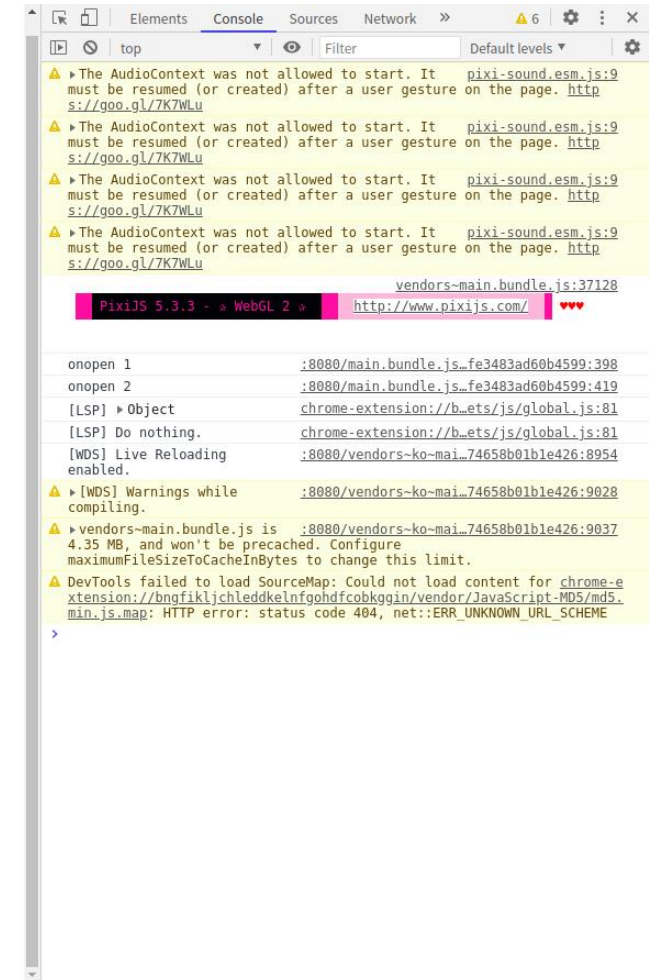 Elements Console Sources Network » 6
top Filter Default levels
The AudioContext was not allowed to start. It pixi-sound.esm.js:9
must be resumed (or created) after a user gesture on the page. http
s://goo.gl/7K7WLu
The AudioContext was not allowed to start. It pixi-sound.esm.js:9
must be resumed (or created) after a user gesture on the page. http
s://goo.gl/7K7WLu
The AudioContext was not allowed to start. It pixi-sound.esm.js:9
must be resumed (or created) after a user gesture on the page. http
s://goo.gl/7K7WLu
The AudioContext was not allowed to start. It pixi-sound.esm.js:9
must be resumed (or created) after a user gesture on the page. http
s://goo.gl/7K7WLu
vendors~main.bundle.js:37128
PixiJS 5.3.3 - ✰ WebGL 2 ✰ http://www.pixijs.com/ ♥♥♥
onopen 1 :8080/main.bundle.js…fe3483ad60b4599:398
onopen 2 :8080/main.bundle.js…fe3483ad60b4599:419
[LSP] Object chrome-extension://b…ets/js/global.js:81
[LSP] Do nothing. chrome-extension://b…ets/js/global.js:81
[WDS] Live Reloading :8080/vendors~ko~mai…74658b01b1e426:8954
enabled.
[WDS] Warnings while :8080/vendors~ko~mai…74658b01b1e426:9028
compiling.
vendors~main.bundle.js is :8080/vendors~ko~mai…74658b01b1e426:9037
4.35 MB, and won't be precached. Configure
maximumFileSizeToCacheInBytes to change this limit.
DevTools failed to load SourceMap: Could not load content for chrome-e
xtension://bngfikljchleddkelnfgohdfcobkggin/vendor/JavaScript-MD5/md5.
min.js.map: HTTP error: status code 404, net::ERR_UNKNOWN_URL_SCHEME